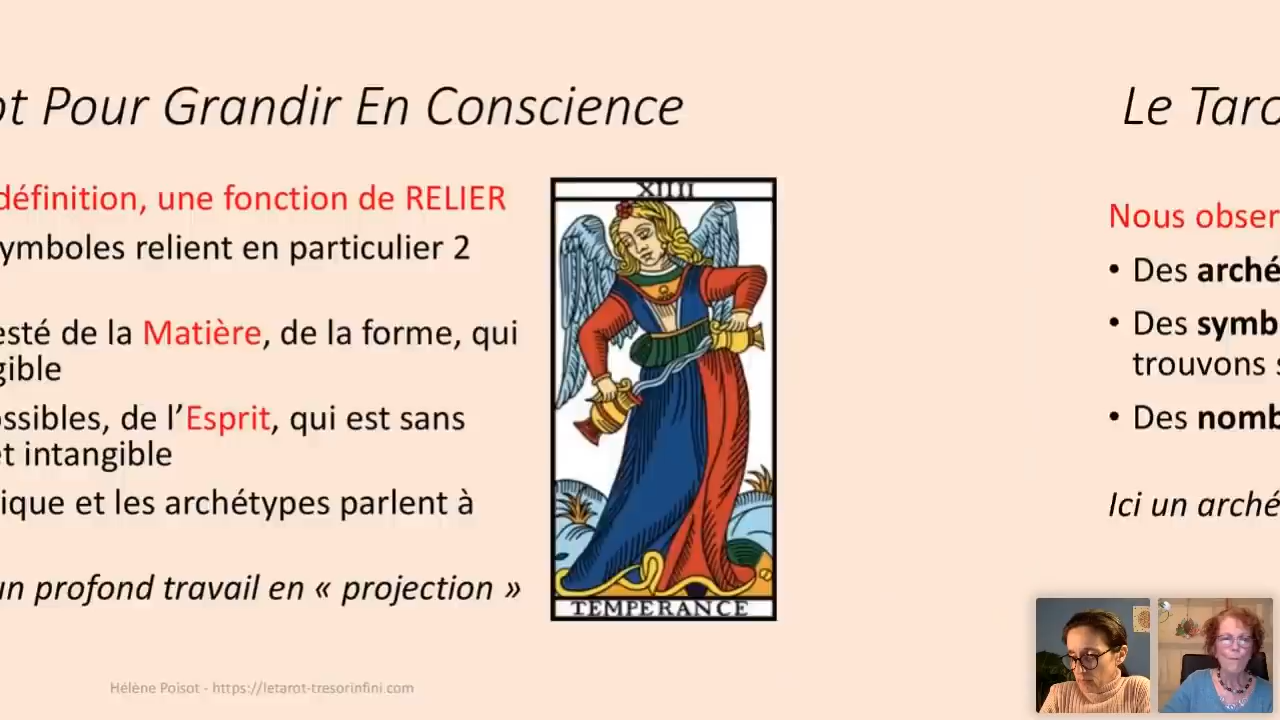 ot Pour Grandir En Conscience
définition, une fonction de RELIER
ymboles relient en particulier 2
esté de la Matière, de la forme, qui
gible
ossibles, de l’Esprit, qui est sans
et intangible
ique et les archétypes parlent à
un profond travail en « projection »
XIIII
TEMPERANCE
Hélène Poisot - https://letarot-tresorinfini.com
Le Taro
Nous obser
• Des arché
• Des symb
trouvons s
• Des nomb
Ici un arché